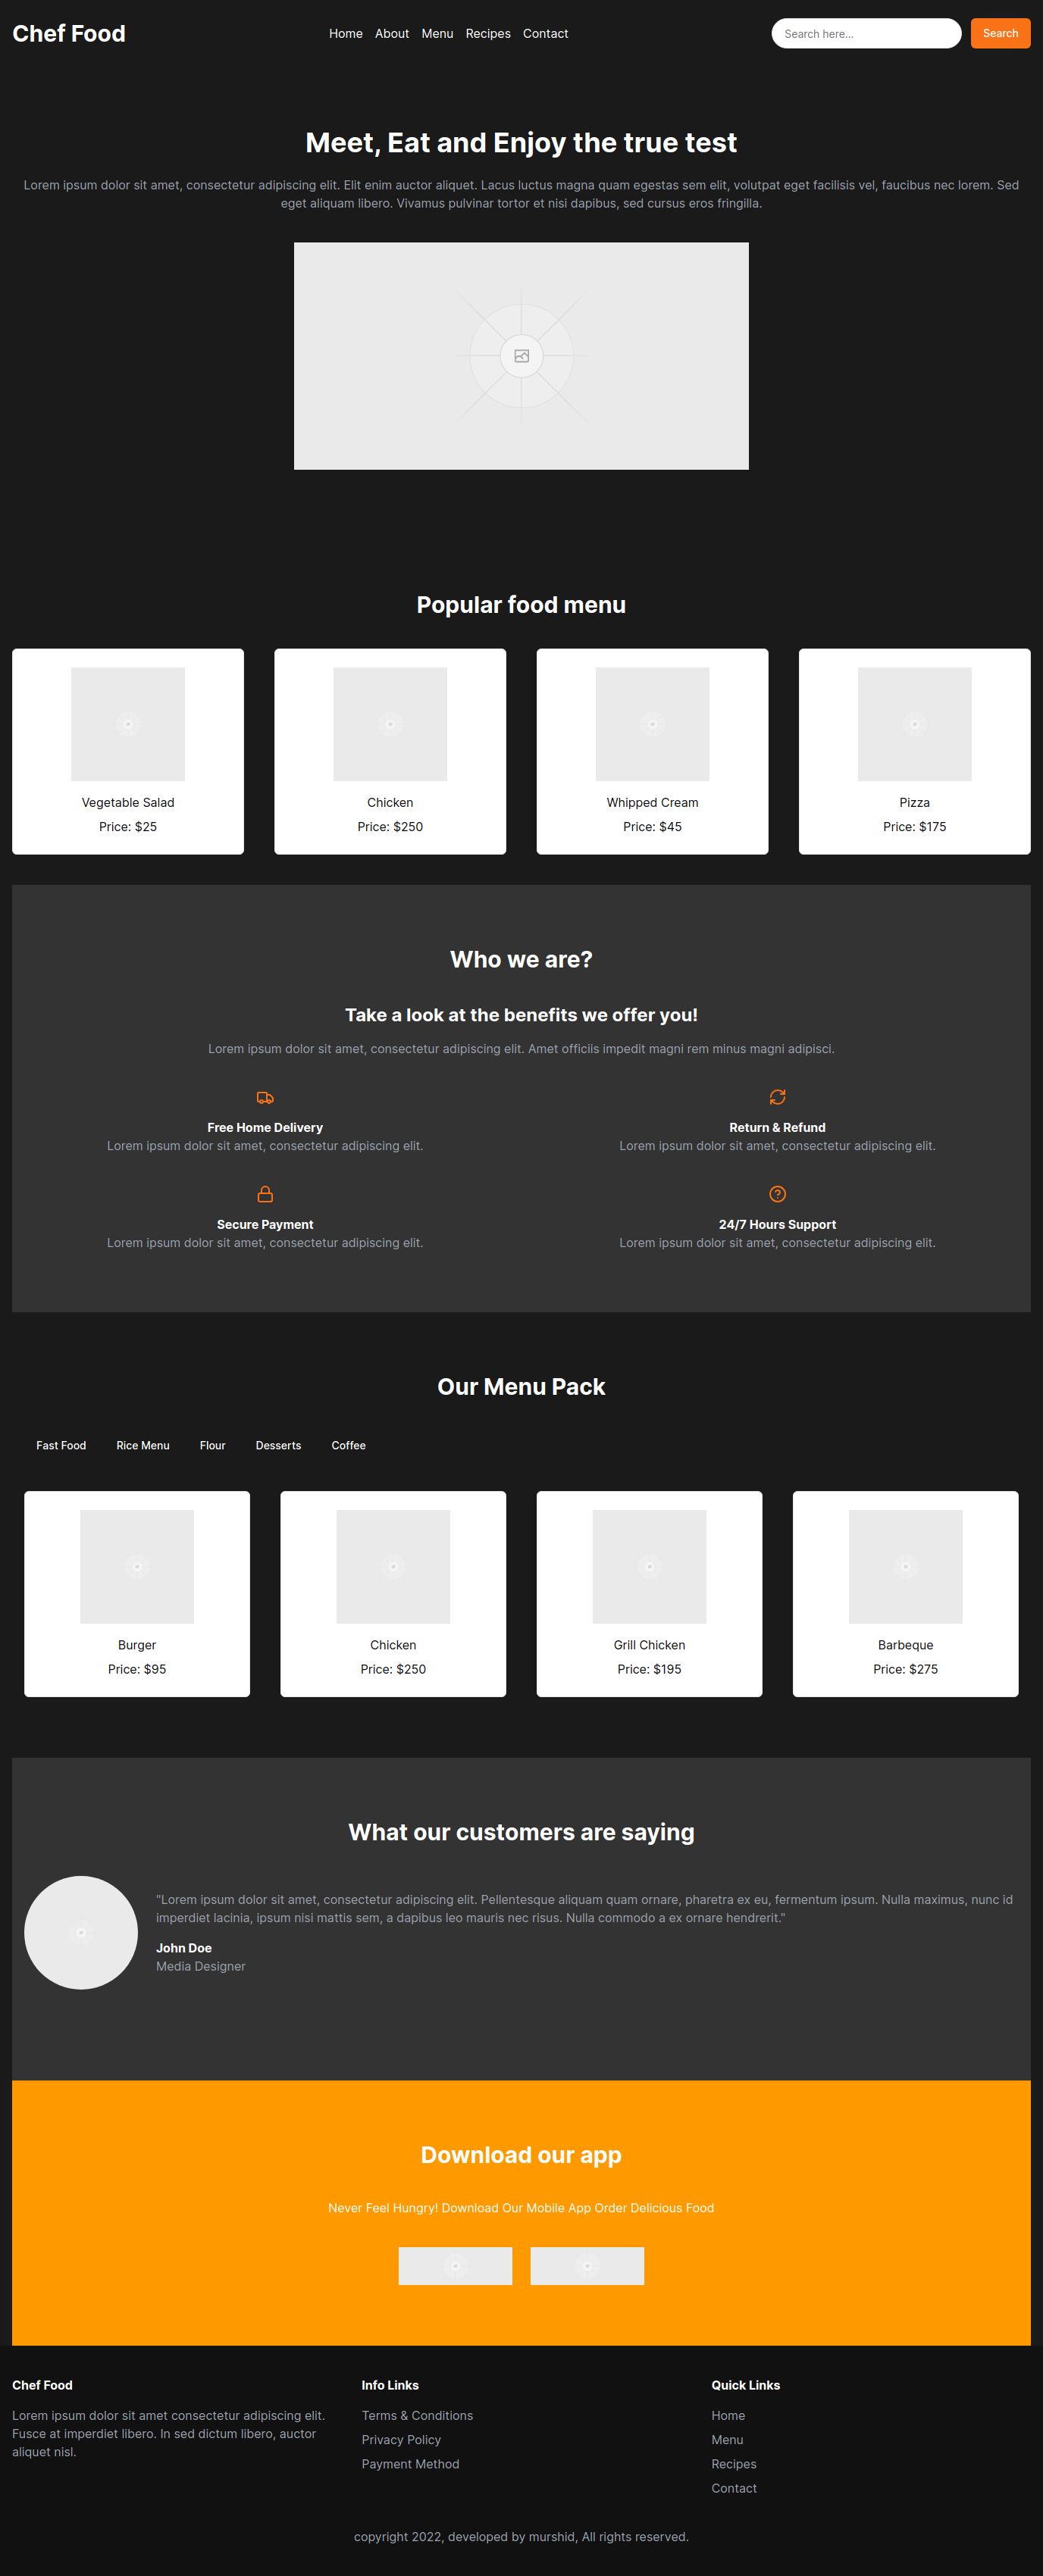 Chef Food
Home About Menu Recipes Contact
Search here...
Search
Meet, Eat and Enjoy the true test
Lorem ipsum dolor sit amet, consectetur adipiscing elit. Elit enim auctor aliquet. Lacus luctus magna quam egestas sem elit, volutpat eget facilisis vel, faucibus nec lorem. Sed
eget aliquam libero. Vivamus pulvinar tortor et nisi dapibus, sed cursus eros fringilla.
Popular food menu
Vegetable Salad
Price: $25
Chicken
Price: $250
Whipped Cream
Price: $45
Pizza
Price: $175
Who we are?
Take a look at the benefits we offer you!
Lorem ipsum dolor sit amet, consectetur adipiscing elit. Amet officiis impedit magni rem minus magni adipisci.
Free Home Delivery
Lorem ipsum dolor sit amet, consectetur adipiscing elit.
Return & Refund
Lorem ipsum dolor sit amet, consectetur adipiscing elit.
Secure Payment
Lorem ipsum dolor sit amet, consectetur adipiscing elit.
24/7 Hours Support
Lorem ipsum dolor sit amet, consectetur adipiscing elit.
Our Menu Pack
Fast Food Rice Menu Flour Desserts Coffee
Burger
Price: $95
Chicken
Price: $250
Grill Chicken
Price: $195
Barbeque
Price: $275
What our customers are saying
"Lorem ipsum dolor sit amet, consectetur adipiscing elit. Pellentesque aliquam quam ornare, pharetra ex eu, fermentum ipsum. Nulla maximus, nunc id
imperdiet lacinia, ipsum nisi mattis sem, a dapibus leo mauris nec risus. Nulla commodo a ex ornare hendrerit."
John Doe
Media Designer
Download our app
Never Feel Hungry! Download Our Mobile App Order Delicious Food
Chef Food
Lorem ipsum dolor sit amet consectetur adipiscing elit.
Fusce at imperdiet libero. In sed dictum libero, auctor
aliquet nisl.
Info Links
Terms & Conditions
Privacy Policy
Payment Method
Quick Links
Home
Menu
Recipes
Contact
copyright 2022, developed by murshid, All rights reserved.